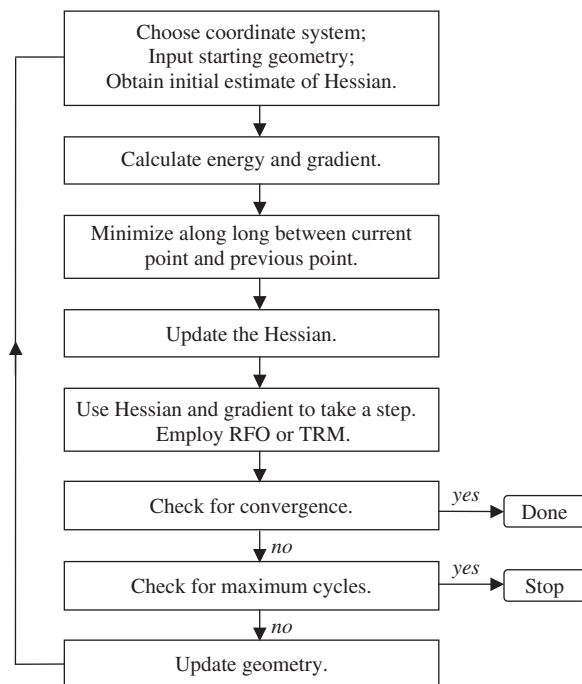 Choose coordinate system;
Input starting geometry;
Obtain initial estimate of Hessian.
Calculate energy and gradient.
Minimize along long between current
point and previous point.
Update the Hessian.
Use Hessian and gradient to take a step.
Employ RFO or TRM.
Check for convergence.
yes
Done
no
Check for maximum cycles.
yes
Stop
no
Update geometry.